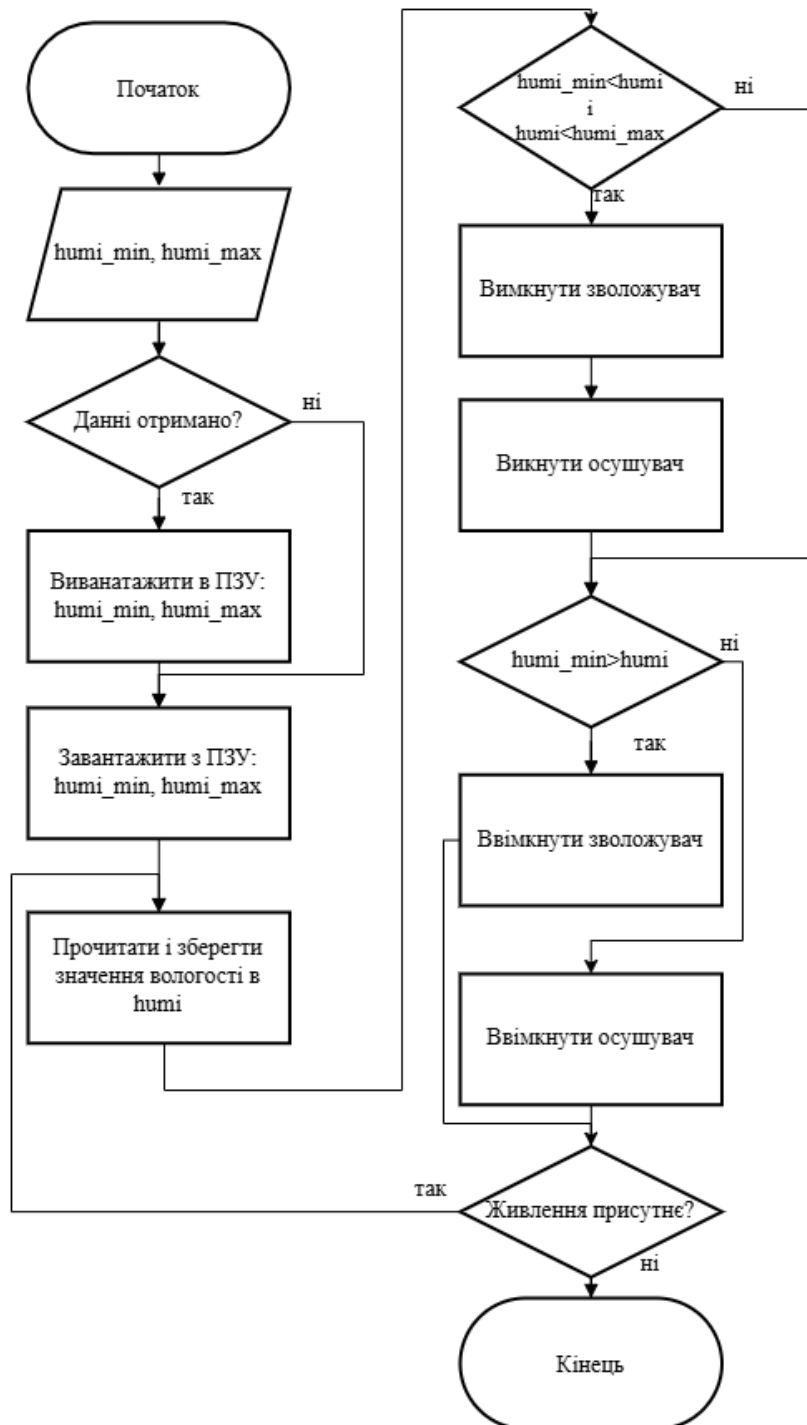 Початок
humi_min, humi_max
Данні отримано?
ні
так
Виванатажити в ПЗУ:
humi_min, humi_max
Завантажити з ПЗУ:
humi_min, humi_max
Прочитати і зберегти
значення вологості в
humi
humi_min<humi
і
humi<humi_max
ні
так
Вимкнути зволожувач
Викнути осушувач
humi_min>humi
ні
так
Ввімкнути зволожувач
Ввімкнути осушувач
Живлення присутнє?
так
ні
Кінець